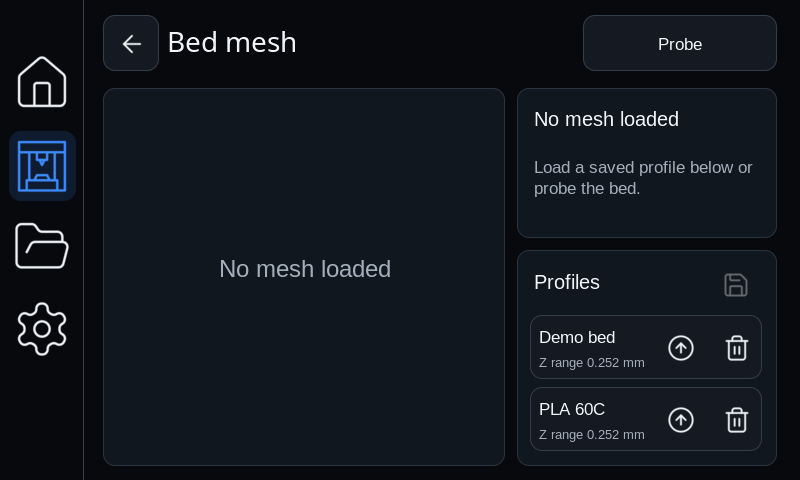 Bed mesh
Probe
No mesh loaded
No mesh loaded
Load a saved profile below or
probe the bed.
Profiles
Demo bed
Z range 0.252 mm
PLA 60C
Z range 0.252 mm